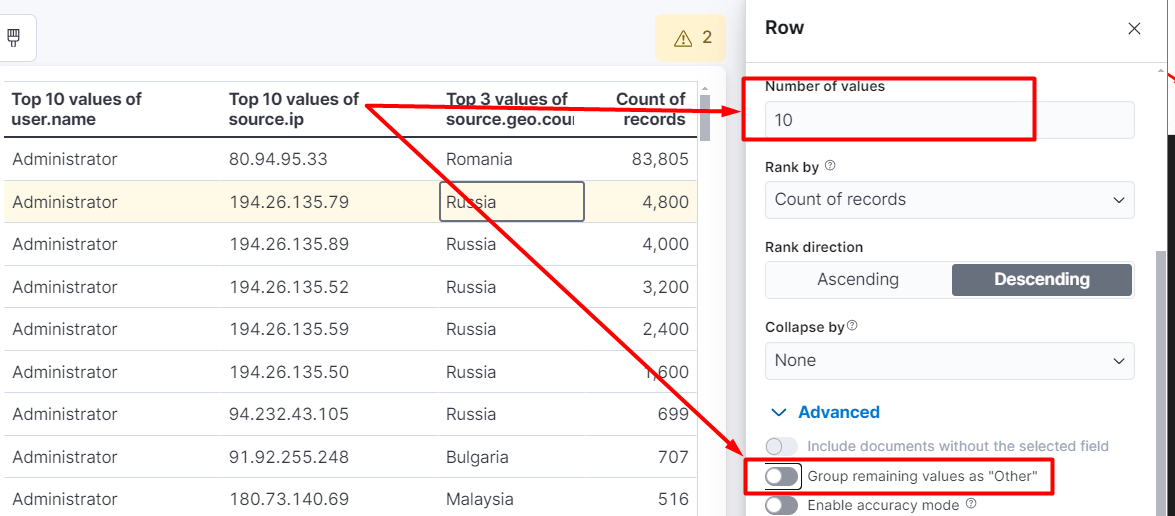 2
Top 10 values of user.name
Top 10 values of source.ip
Top 3 values of source.geo.cou
Count of records
Administrator 80.94.95.33 Romania 83,805
Administrator 194.26.135.79 Russia 4,800
Administrator 194.26.135.89 Russia 4,000
Administrator 194.26.135.52 Russia 3,200
Administrator 194.26.135.59 Russia 2,400
Administrator 194.26.135.50 Russia 1,600
Administrator 94.232.43.105 Russia 699
Administrator 91.92.255.248 Bulgaria 707
Administrator 180.73.140.69 Malaysia 516
Row
Number of values
10
Rank by
Count of records
Rank direction
Ascending Descending
Collapse by
None
Advanced
Include documents without the selected field
Group remaining values as "Other"
Enable accuracy mode